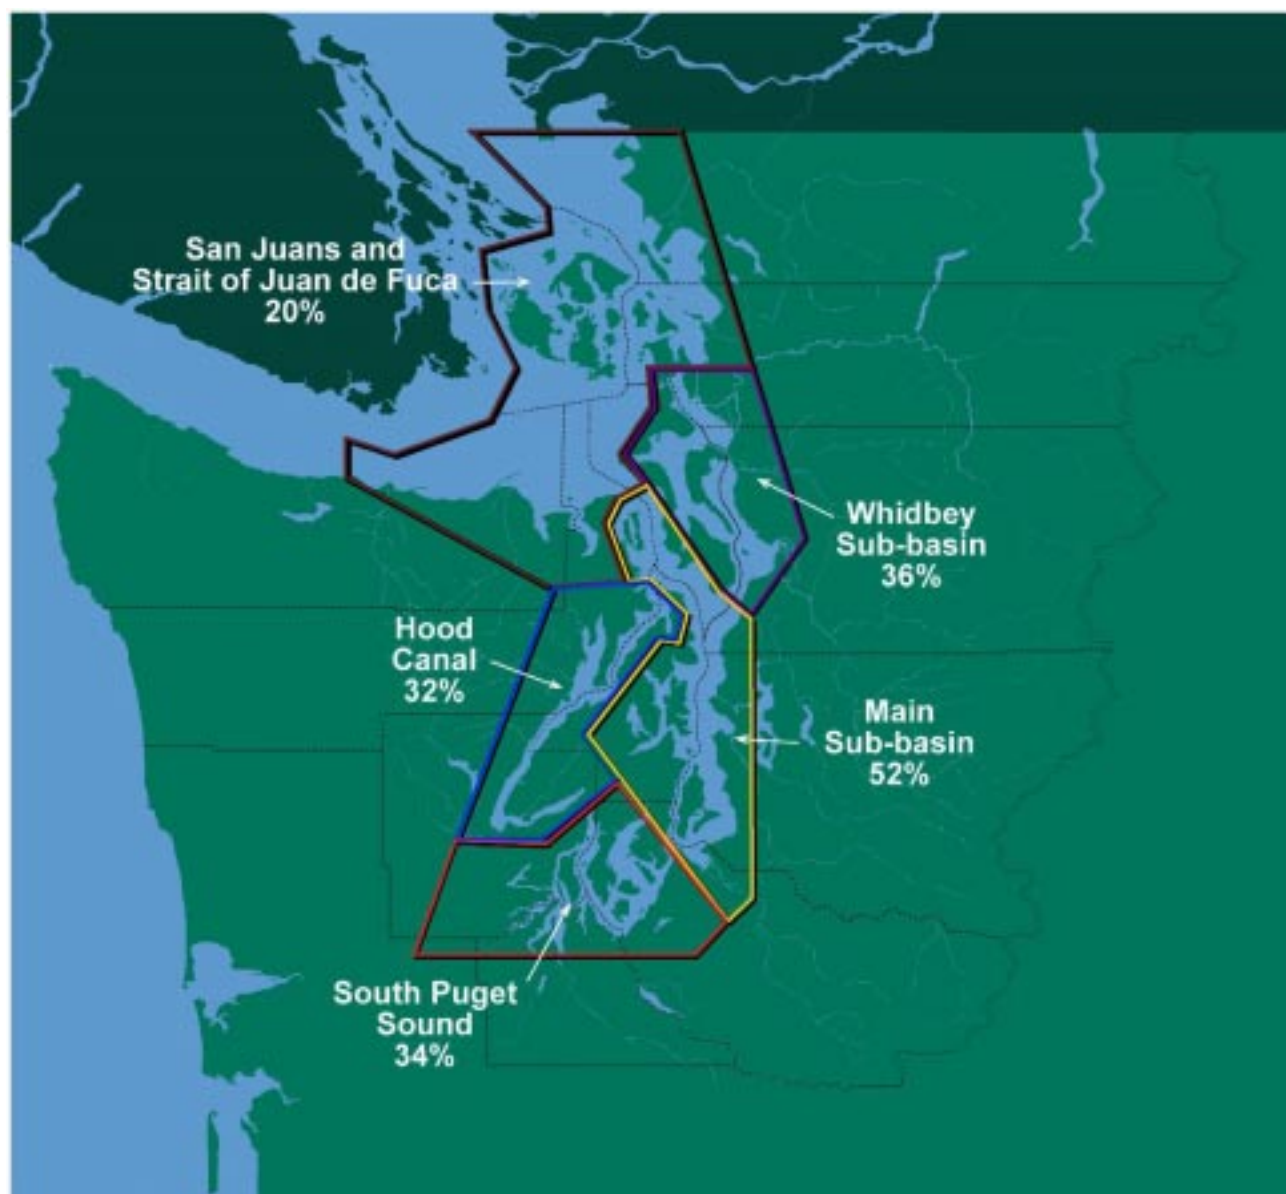 San Juans and
Strait of Juan de Fuca
20%
Whidbey
Sub-basin
36%
Hood
Canal
32%
Main
Sub-basin
52%
South Puget
Sound
34%